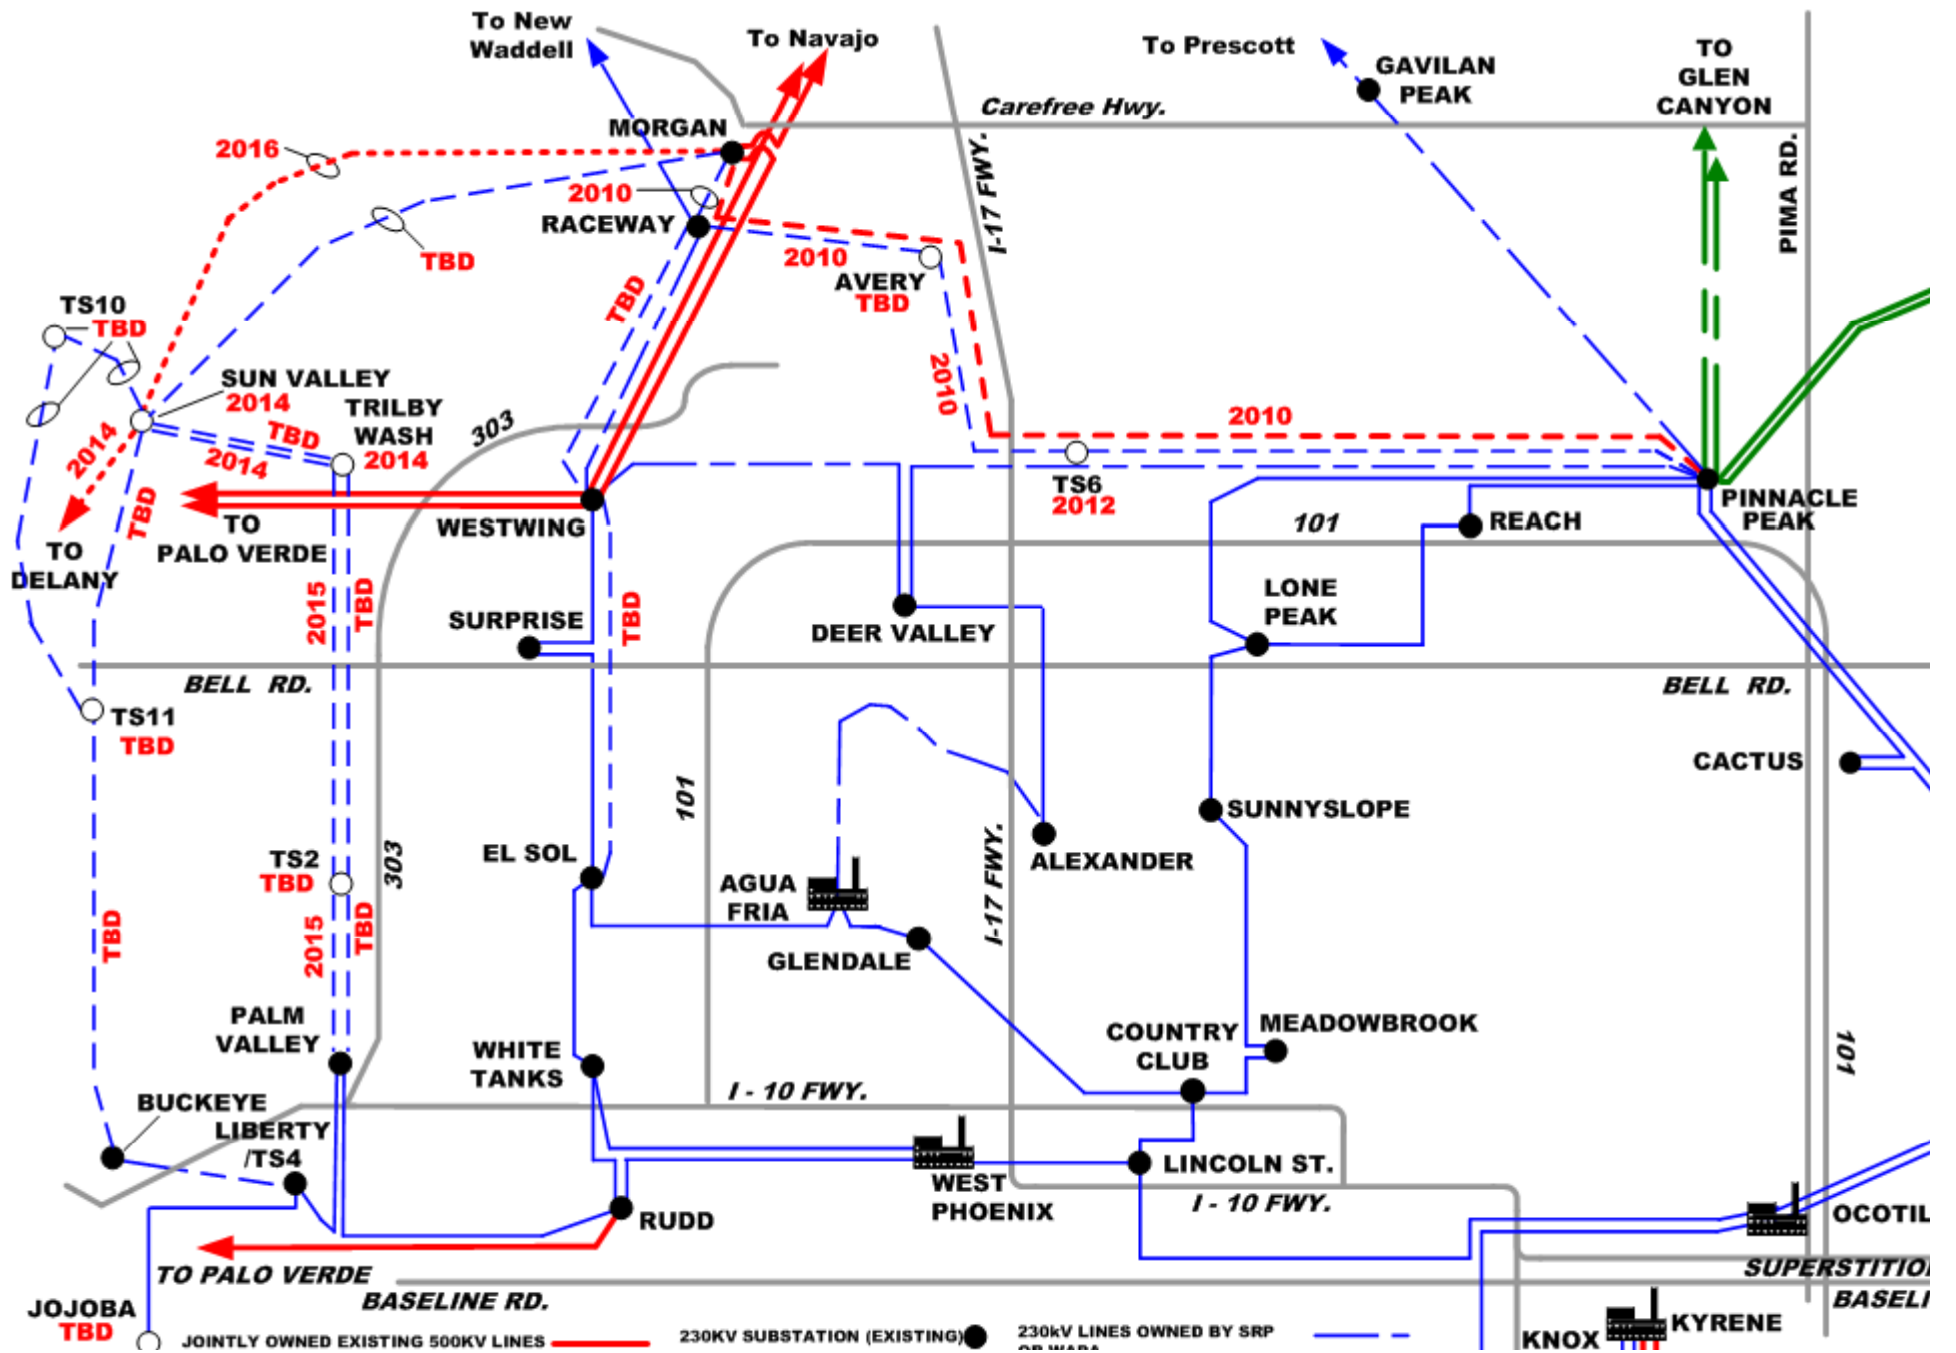 To New
Waddell
To Navajo
To Prescott
GAVILAN
PEAK
TO
GLEN
CANYON
Carefree Hwy.
MORGAN
2016
I-17 FWY.
PIMA RD.
2010
RACEWAY
2010
AVERY
TBD
TBD
TBD
TS10
TBD
SUN VALLEY
2014
TRILBY
WASH
2014
TBD
2014
2014
303
2010
2010
TS6
2012
TBD
TO
DELANY
TO
PALO VERDE
WESTWING
PINNACLE
PEAK
REACH
101
LONE
PEAK
2015
TBD
SURPRISE
TBD
DEER VALLEY
BELL RD.
BELL RD.
TS11
TBD
CACTUS
101
SUNNYSLOPE
303
TS2
TBD
EL SOL
AGUA
FRIA
I-17 FWY.
ALEXANDER
TBD
2015
TBD
GLENDALE
PALM
VALLEY
WHITE
TANKS
COUNTRY
CLUB
MEADOWBROOK
101
I - 10 FWY.
BUCKEYE
LIBERTY
/TS4
LINCOLN ST.
WEST
PHOENIX
I - 10 FWY.
RUDD
OCOTIL
TO PALO VERDE
SUPERSTITIO
BASELINE RD.
BASELI
JOJOBA
TBD
KNOX
KYRENE
JOINTLY OWNED EXISTING 500KV LINES
230KV SUBSTATION (EXISTING)
230kV LINES OWNED BY SRP
OR WAPA